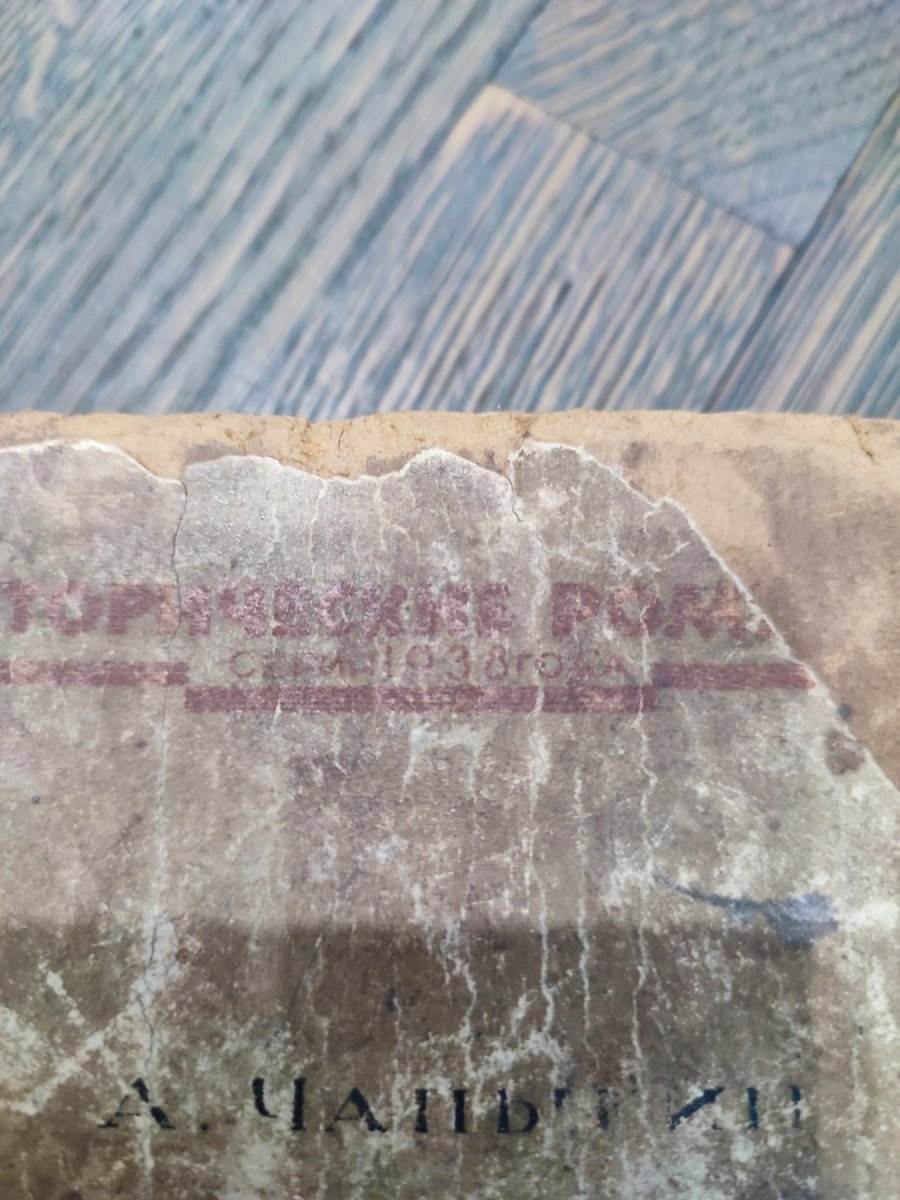 ТОРИЧЕСКИЕ РОМ
СЕРИЯ 1938 ГОДА
А. ЧАПЫГИН